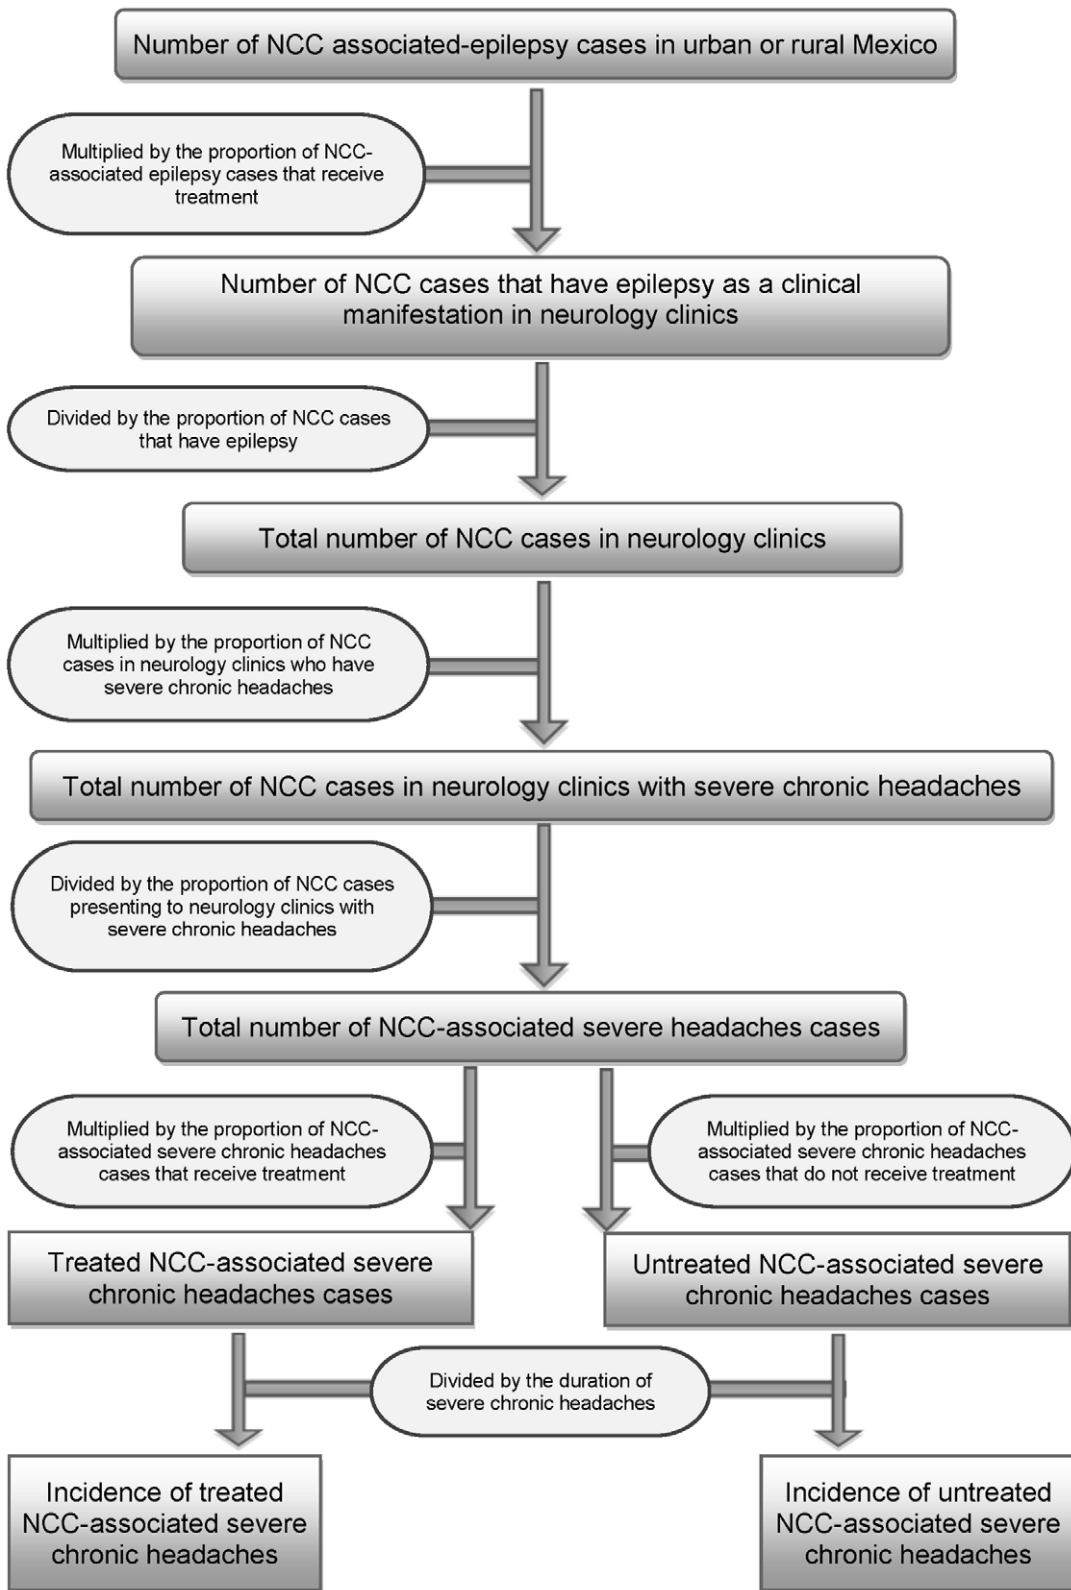 Number of NCC associated-epilepsy cases in urban or rural Mexico
Multiplied by the proportion of NCC-
associated epilepsy cases that receive
treatment
Number of NCC cases that have epilepsy as a clinical
manifestation in neurology clinics
Divided by the proportion of NCC cases
that have epilepsy
Total number of NCC cases in neurology clinics
Multiplied by the proportion of NCC
cases in neurology clinics who have
severe chronic headaches
Total number of NCC cases in neurology clinics with severe chronic headaches
Divided by the proportion of NCC cases
presenting to neurology clinics with
severe chronic headaches
Total number of NCC-associated severe headaches cases
Multiplied by the proportion of NCC-
associated severe chronic headaches
cases that receive treatment
Multiplied by the proportion of NCC-
associated severe chronic headaches
cases that do not receive treatment
Treated NCC-associated severe
chronic headaches cases
Untreated NCC-associated severe
chronic headaches cases
Divided by the duration of
severe chronic headaches
Incidence of treated
NCC-associated severe
chronic headaches
Incidence of untreated
NCC-associated severe
chronic headaches